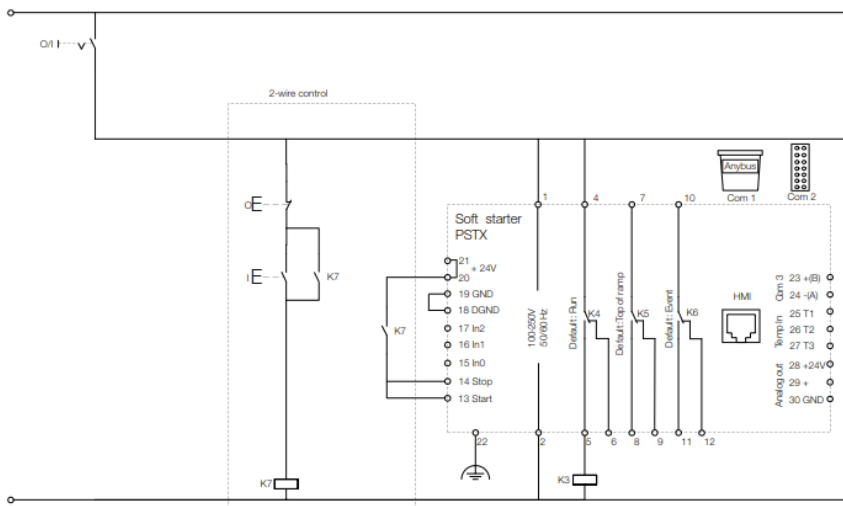 O/I
2-wire control
O
I
K7
K7
K7
Soft starter
PSTX
21
+ 24V
20
19 GND
18 DGND
17 In2
16 In1
15 In0
14 Stop
13 Start
22
1
100-250V
50/60 Hz
2
4
Default: Run
K4
5
6
7
Default:Top of ramp
K5
8
9
10
Default: Event
K6
11
12
K3
Anybus
Com 1
Com 2
HMI
Com 3
23 +(B)
24 -(A)
Temp In
25 T1
26 T2
27 T3
Analog out
28 +24V
29 +
30 GND